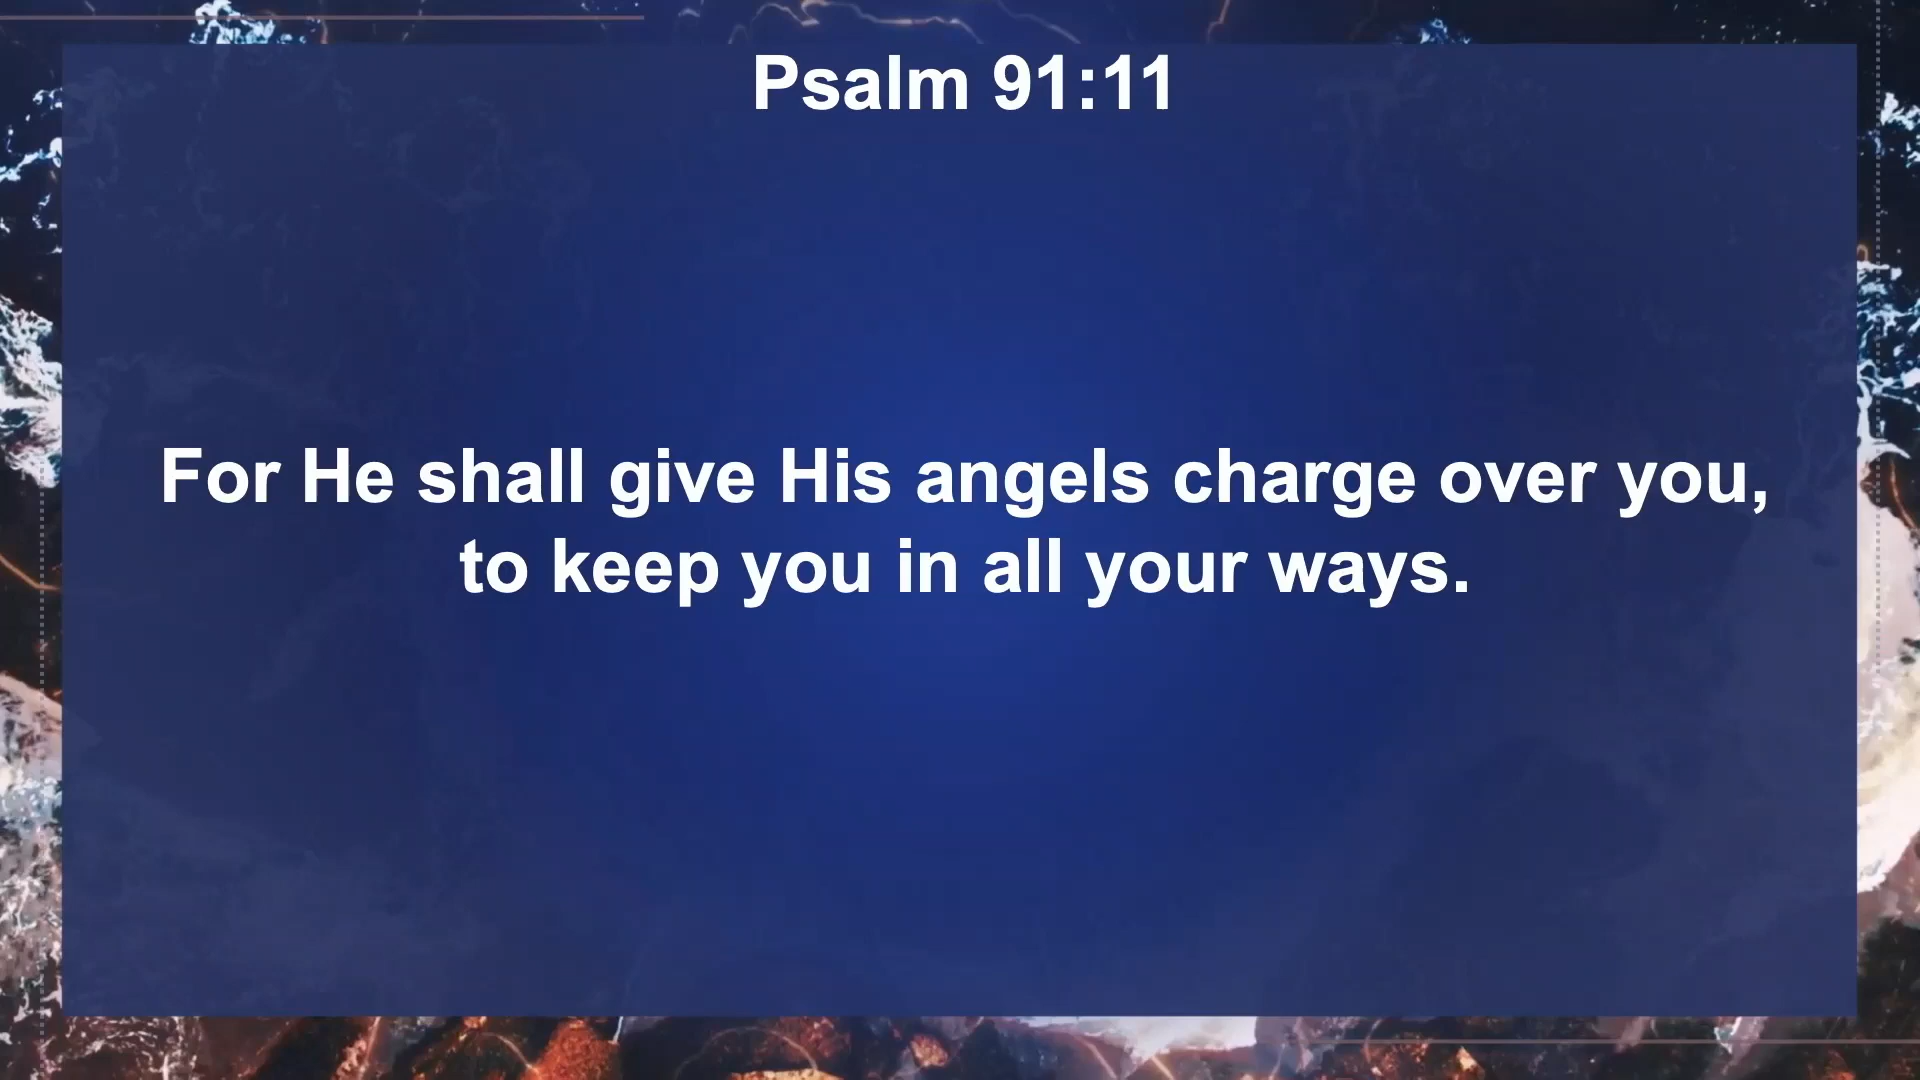 Psalm 91:11
For He shall give His angels charge over you,
to keep you in all your ways.